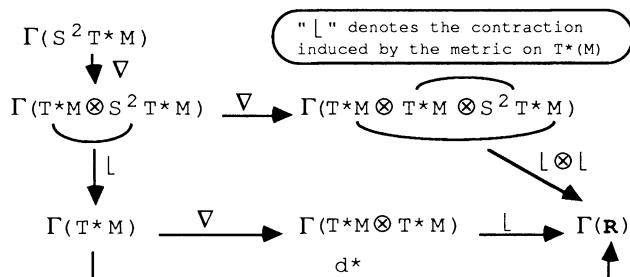 Γ(S²T*M)
"⌊" denotes the contraction
induced by the metric on T*(M)
∇
Γ(T*M⊗S²T*M) ∇ Γ(T*M⊗T*M⊗S²T*M)
⌊ ⌊⊗⌊
Γ(T*M) ∇ Γ(T*M⊗T*M) ⌊ Γ(R)
d*